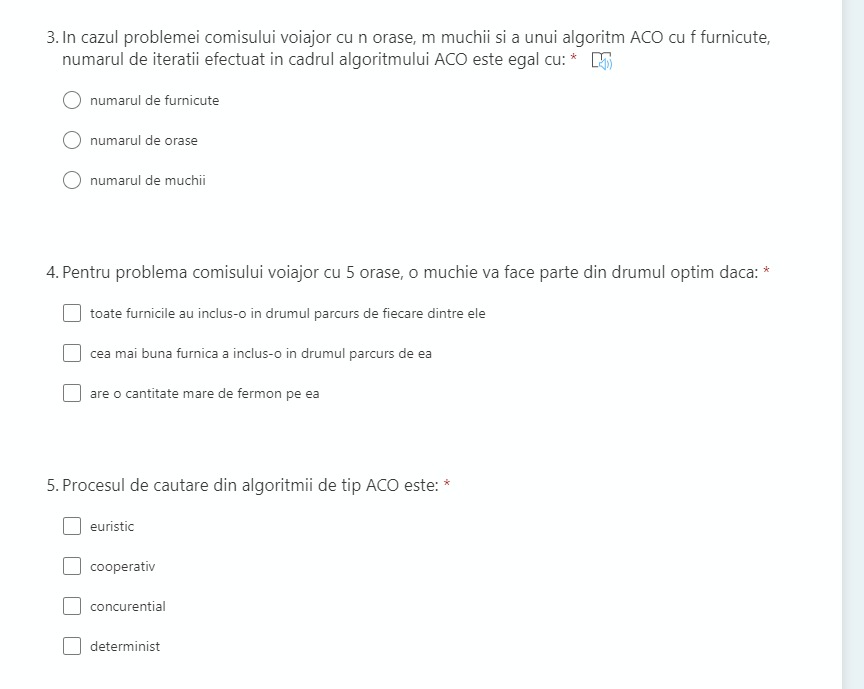 3. In cazul problemei comisului voiajor cu n orase, m muchii si a unui algoritm ACO cu f furnicute,
numarul de iteratii efectuat in cadrul algoritmului ACO este egal cu: *
numarul de furnicute
numarul de orase
numarul de muchii
4. Pentru problema comisului voiajor cu 5 orase, o muchie va face parte din drumul optim daca: *
toate furnicile au inclus-o in drumul parcurs de fiecare dintre ele
cea mai buna furnica a inclus-o in drumul parcurs de ea
are o cantitate mare de fermon pe ea
5. Procesul de cautare din algoritmii de tip ACO este: *
euristic
cooperativ
concurential
determinist